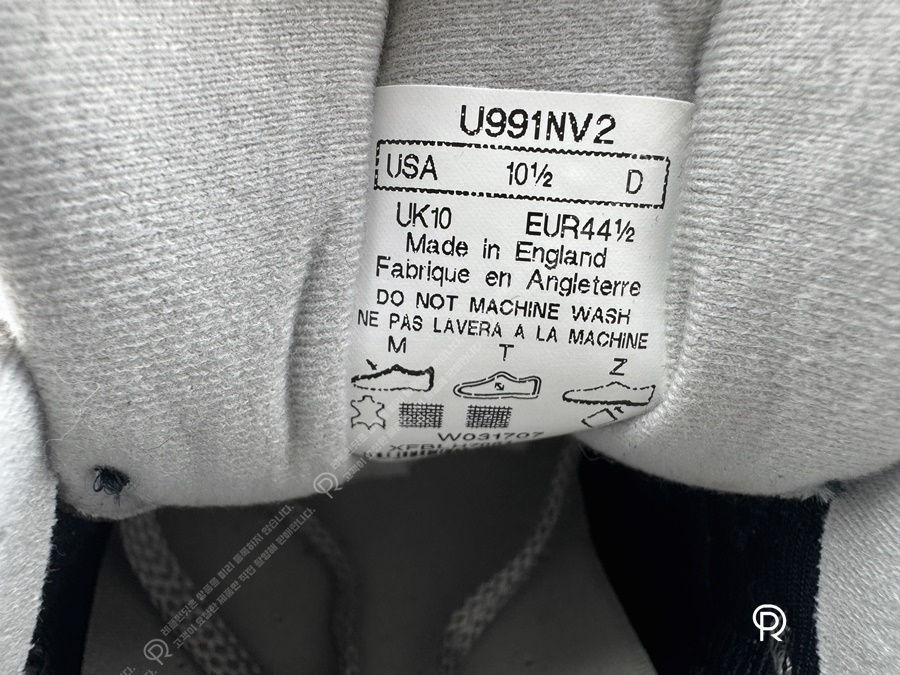 U991NV2
USA 10½ D
UK10 EUR44½
Made in England
Fabrique en Angleterre
DO NOT MACHINE WASH
NE PAS LAVERA A LA MACHINE
M T Z
W031707